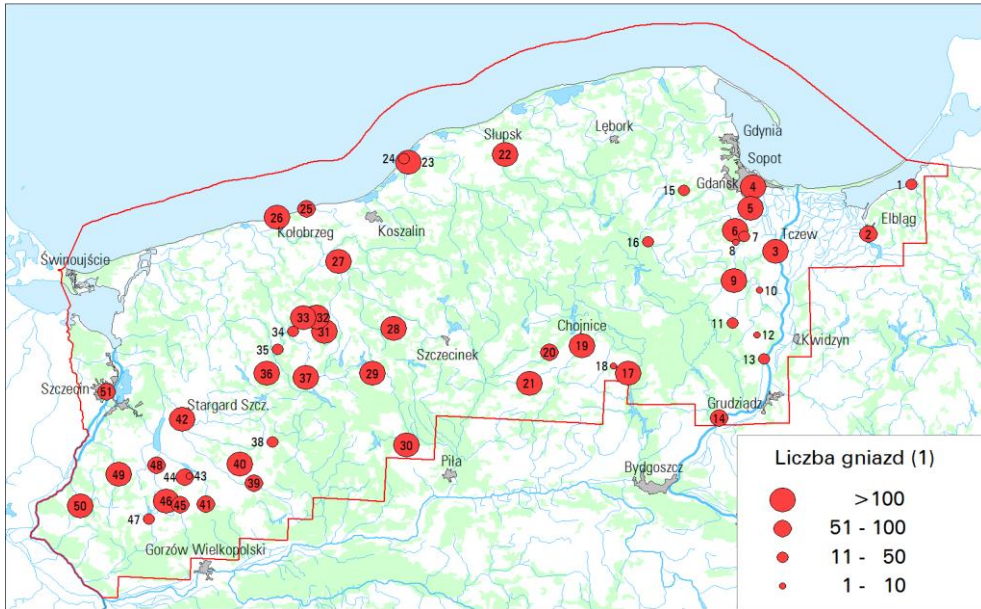 Lębork
Gdynia
Słupsk
22
Sopot
24
23
4
Gdańsk
15
1
25
5
26
Kołobrzeg
Koszalin
Elbląg
6
7
2
16
8
Tczew
3
27
Świnoujście
9
10
33
32
11
28
34
31
Chojnice
12
Kwidzyn
35
Szczecinek
20
19
13
36
37
29
18
17
21
Szczecin
51
Stargard Szcz.
Grudziadz
42
14
38
30
40
48
49
44
43
39
Piła
Bydgoszcz
46
45
41
50
47
Gorzów Wielkopolski
Liczba gniazd (1)
>100
51 - 100
11 - 50
1 - 10